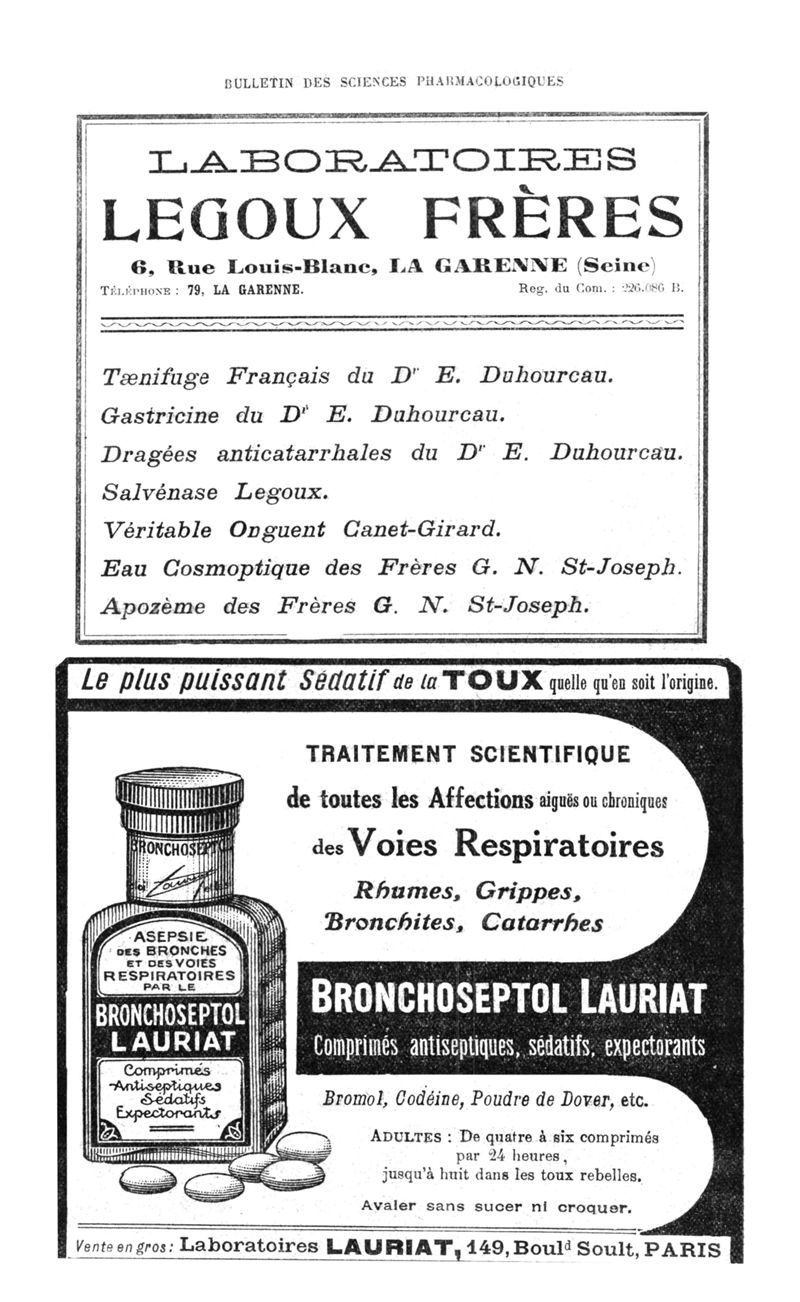 BULLETIN DES SCIENCES PHARMACOLOGIQUES
LABORATOIRES
LEGOUX FRÈRES
6, Rue Louis-Blanc, LA GARENNE (Seine)
TÉLÉPHONE : 79, LA GARENNE. Reg. du Com. : 226.086 B.
Tænifuge Français du Dr E. Duhourcau.
Gastricine du Dr E. Duhourcau.
Dragées anticatarrhales du Dr E. Duhourcau.
Salvénase Legoux.
Véritable Onguent Canet-Girard.
Eau Cosmoptique des Frères G. N. St-Joseph.
Apozème des Frères G. N. St-Joseph.
Le plus puissant Sédatif de la TOUX quelle qu'en soit l'origine.
TRAITEMENT SCIENTIFIQUE
de toutes les Affections aiguës ou chroniques
des Voies Respiratoires
Rhumes, Grippes,
Bronchites, Catarrhes
BRONCHOSEPTOL LAURIAT
Comprimés antiseptiques, sédatifs, expectorants
Bromol, Codéine, Poudre de Dover, etc.
ADULTES : De quatre à six comprimés
par 24 heures,
jusqu'à huit dans les toux rebelles.
Avaler sans sucer ni croquer.
BRONCHOSEPTOL
ASEPSIE
DES BRONCHES
ET DES VOIES
RESPIRATOIRES
PAR LE
BRONCHOSEPTOL
LAURIAT
Comprimés
Antiseptiques
Sédatifs
Expectorants
Vente en gros : Laboratoires LAURIAT, 149, Bould Soult, PARIS